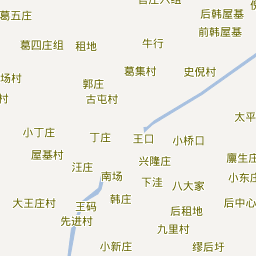 葛五庄
后韩屋基
前韩屋基
葛四庄组
租地
牛行
葛集村
史倪村
郭庄
古屯村
小丁庄
丁庄
王口
小桥口
屋基村
汪庄
兴隆庄
南场
下洼
八大家
大王庄村
王码
韩庄
后租地
后中心
先进村
九里村
小新庄
缪后圩
场村
太平
小东庄